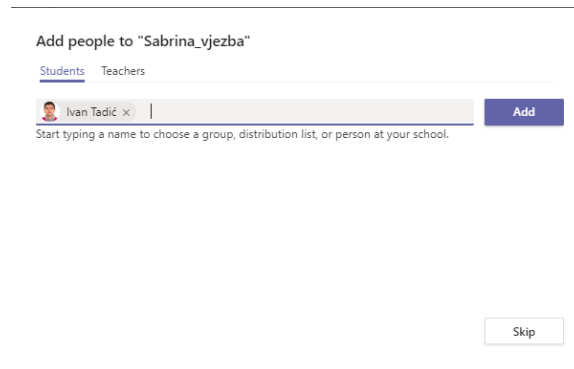 Add people to "Sabrina_vjezba"
Students Teachers
Ivan Tadić ×
Add
Start typing a name to choose a group, distribution list, or person at your school.
Skip